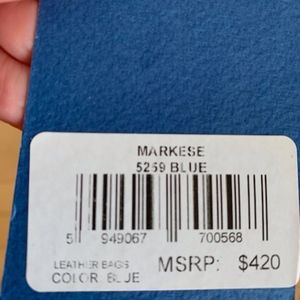 MARKESE
5259 BLUE
5 949067 700568
LEATHER BAGS
COLOR: BLUE
MSRP: $420